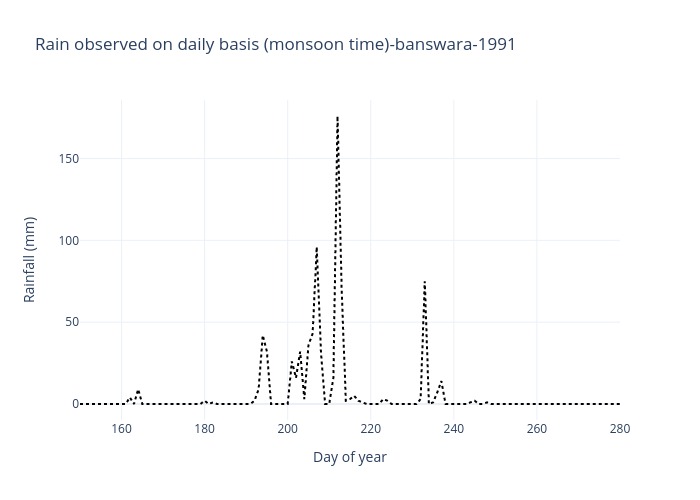 Rain observed on daily basis (monsoon time)-banswara-1991
Rainfall (mm)
150
100
50
0
160 180 200 220 240 260 280
Day of year